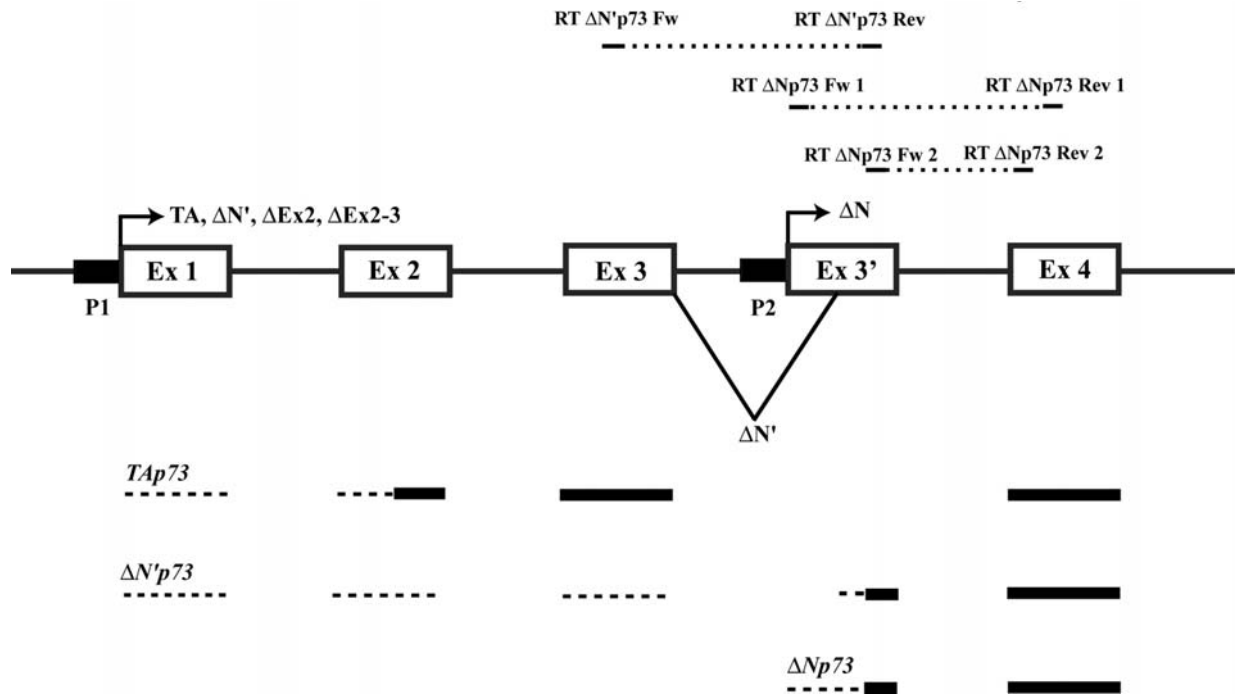 RT ΔN'p73 Fw RT ΔN'p73 Rev
RT ΔNp73 Fw 1 RT ΔNp73 Rev 1
RT ΔNp73 Fw 2 RT ΔNp73 Rev 2
TA, ΔN', ΔEx2, ΔEx2-3 ΔN
Ex 1 Ex 2 Ex 3 Ex 3’ Ex 4
P1 P2
ΔN'
TAp73
ΔN'p73
ΔNp73